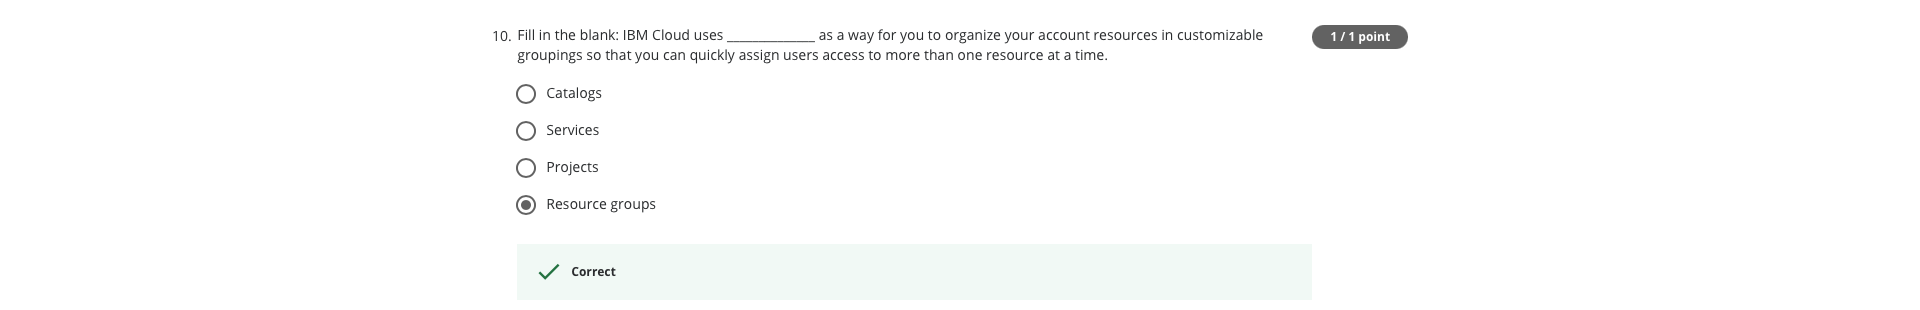 10. Fill in the blank: IBM Cloud uses _____________ as a way for you to organize your account resources in customizable
groupings so that you can quickly assign users access to more than one resource at a time.
1 / 1 point
Catalogs
Services
Projects
Resource groups
Correct